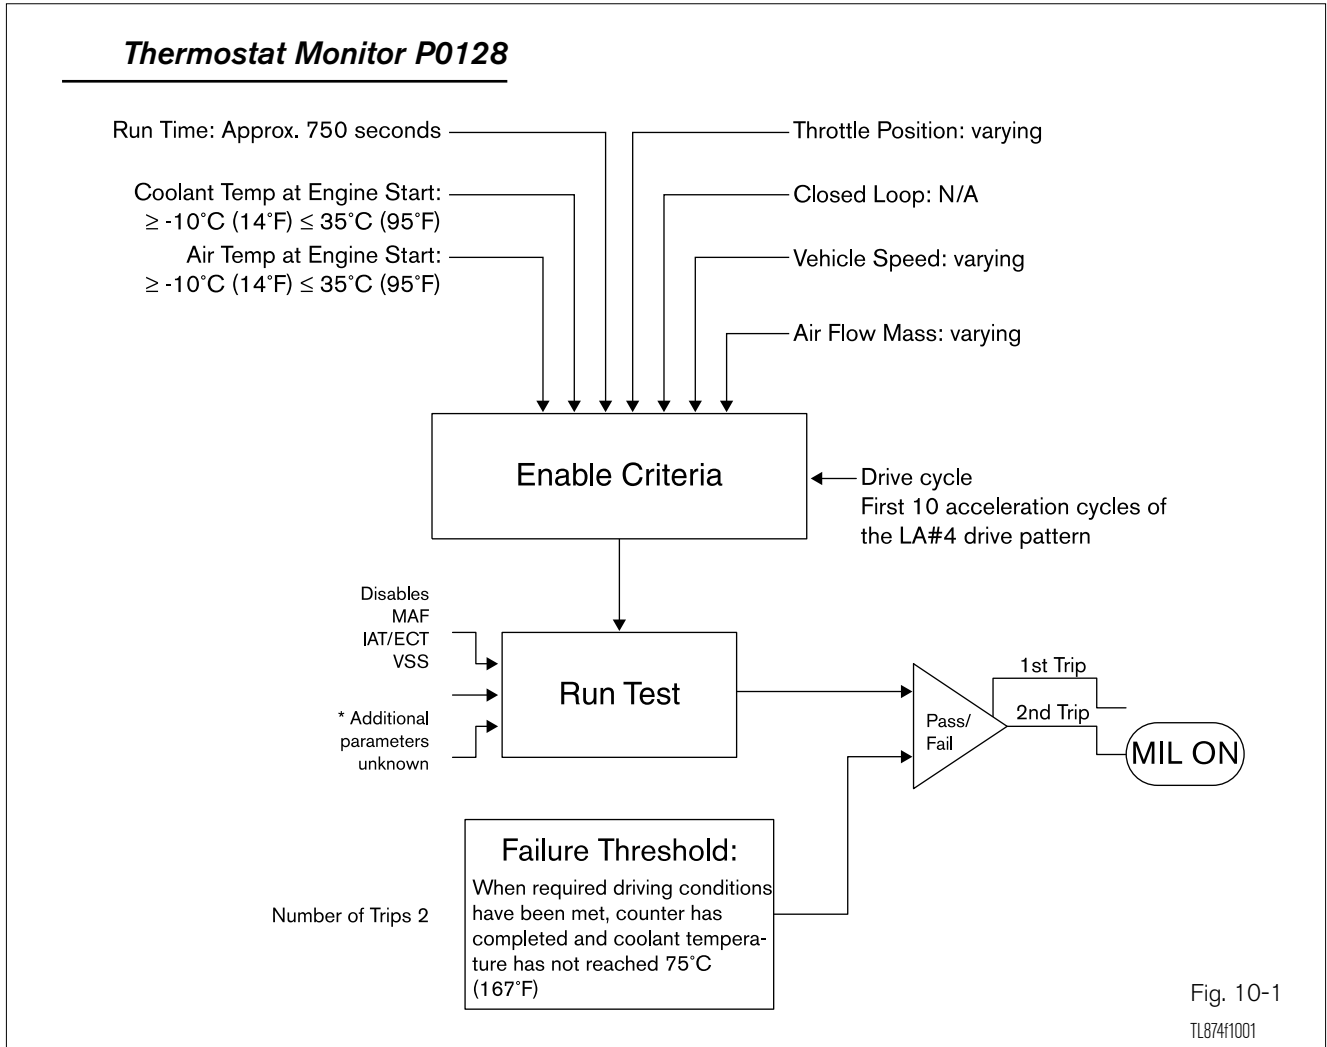 Thermostat Monitor P0128
Run Time: Approx. 750 seconds
Coolant Temp at Engine Start:
≥ -10˚C (14˚F) ≤ 35˚C (95˚F)
Air Temp at Engine Start:
≥ -10˚C (14˚F) ≤ 35˚C (95˚F)
Throttle Position: varying
Closed Loop: N/A
Vehicle Speed: varying
Air Flow Mass: varying
Enable Criteria
Drive cycle
First 10 acceleration cycles of
the LA#4 drive pattern
Disables
MAF
IAT/ECT
VSS
* Additional
parameters
unknown
Run Test
Pass/
Fail
1st Trip
2nd Trip
MIL ON
Number of Trips 2
Failure Threshold:
When required driving conditions
have been met, counter has
completed and coolant tempera-
ture has not reached 75˚C
(167˚F)
Fig. 10-1
TL874f1001